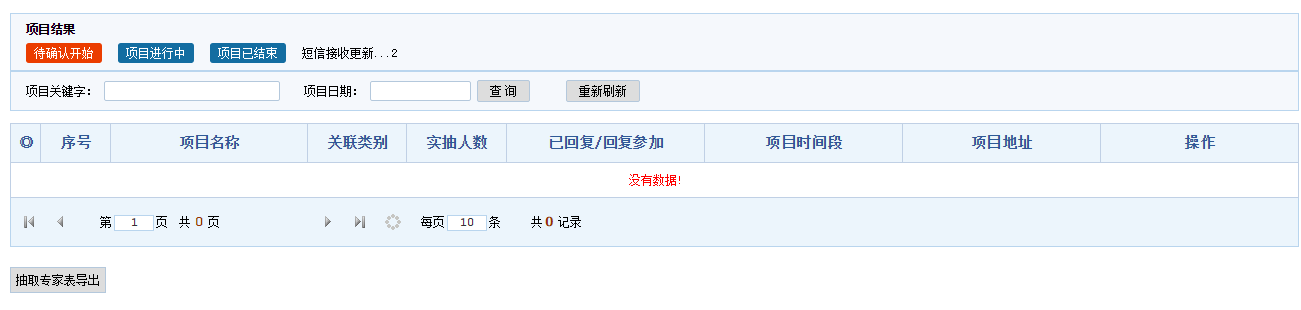 项目结果
待确认开始 项目进行中 项目已结束 短信接收更新...2
项目关键字： 项目日期： 查 询 重新刷新
◎ 序号 项目名称 关联类别 实抽人数 已回复/回复参加 项目时间段 项目地址 操作
没有数据!
第 1 页 共 0 页 每页 10 条 共 0 记录
抽取专家表导出